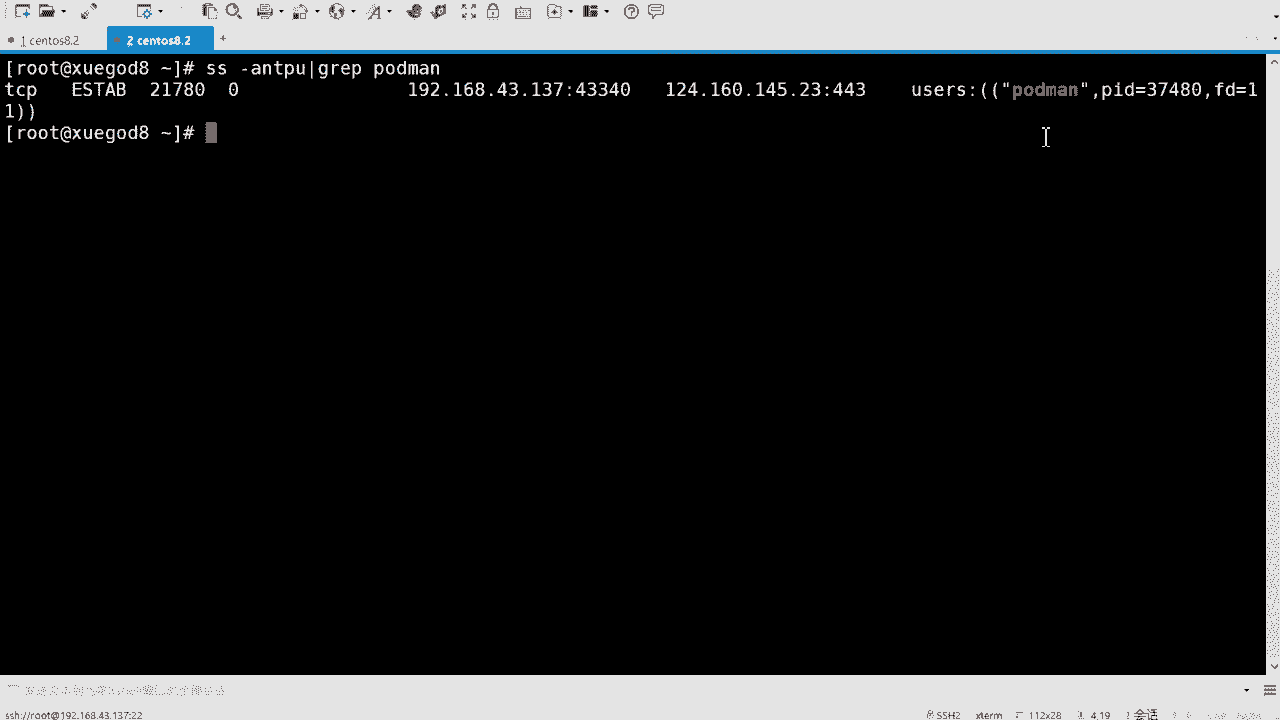 1 centos8.2
2 centos8.2
+
[root@xuegod8 ~]# ss -antpu|grep podman
tcp   ESTAB  21780  0               192.168.43.137:43340   124.160.145.23:443    users:(("podman",pid=37480,fd=1
1))
[root@xuegod8 ~]#
ssh://root@192.168.43.137:22
SSH2
xterm
112x28
4,19
会话